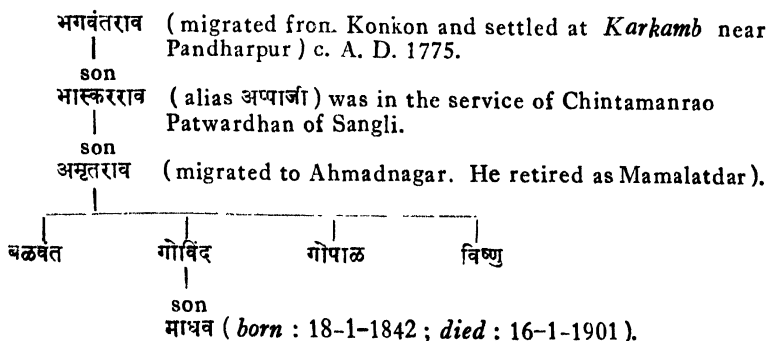 भगवंतराव (migrated from Konkon and settled at Karkamb near
Pandharpur) c. A. D. 1775.
son
भास्करराव (alias अप्पाजी) was in the service of Chintamanrao
Patwardhan of Sangli.
son
अमृतराव (migrated to Ahmadnagar. He retired as Mamalatdar).
बळवंत गोविंद गोपाळ विष्णु
son
माधव (born : 18-1-1842 ; died : 16-1-1901).